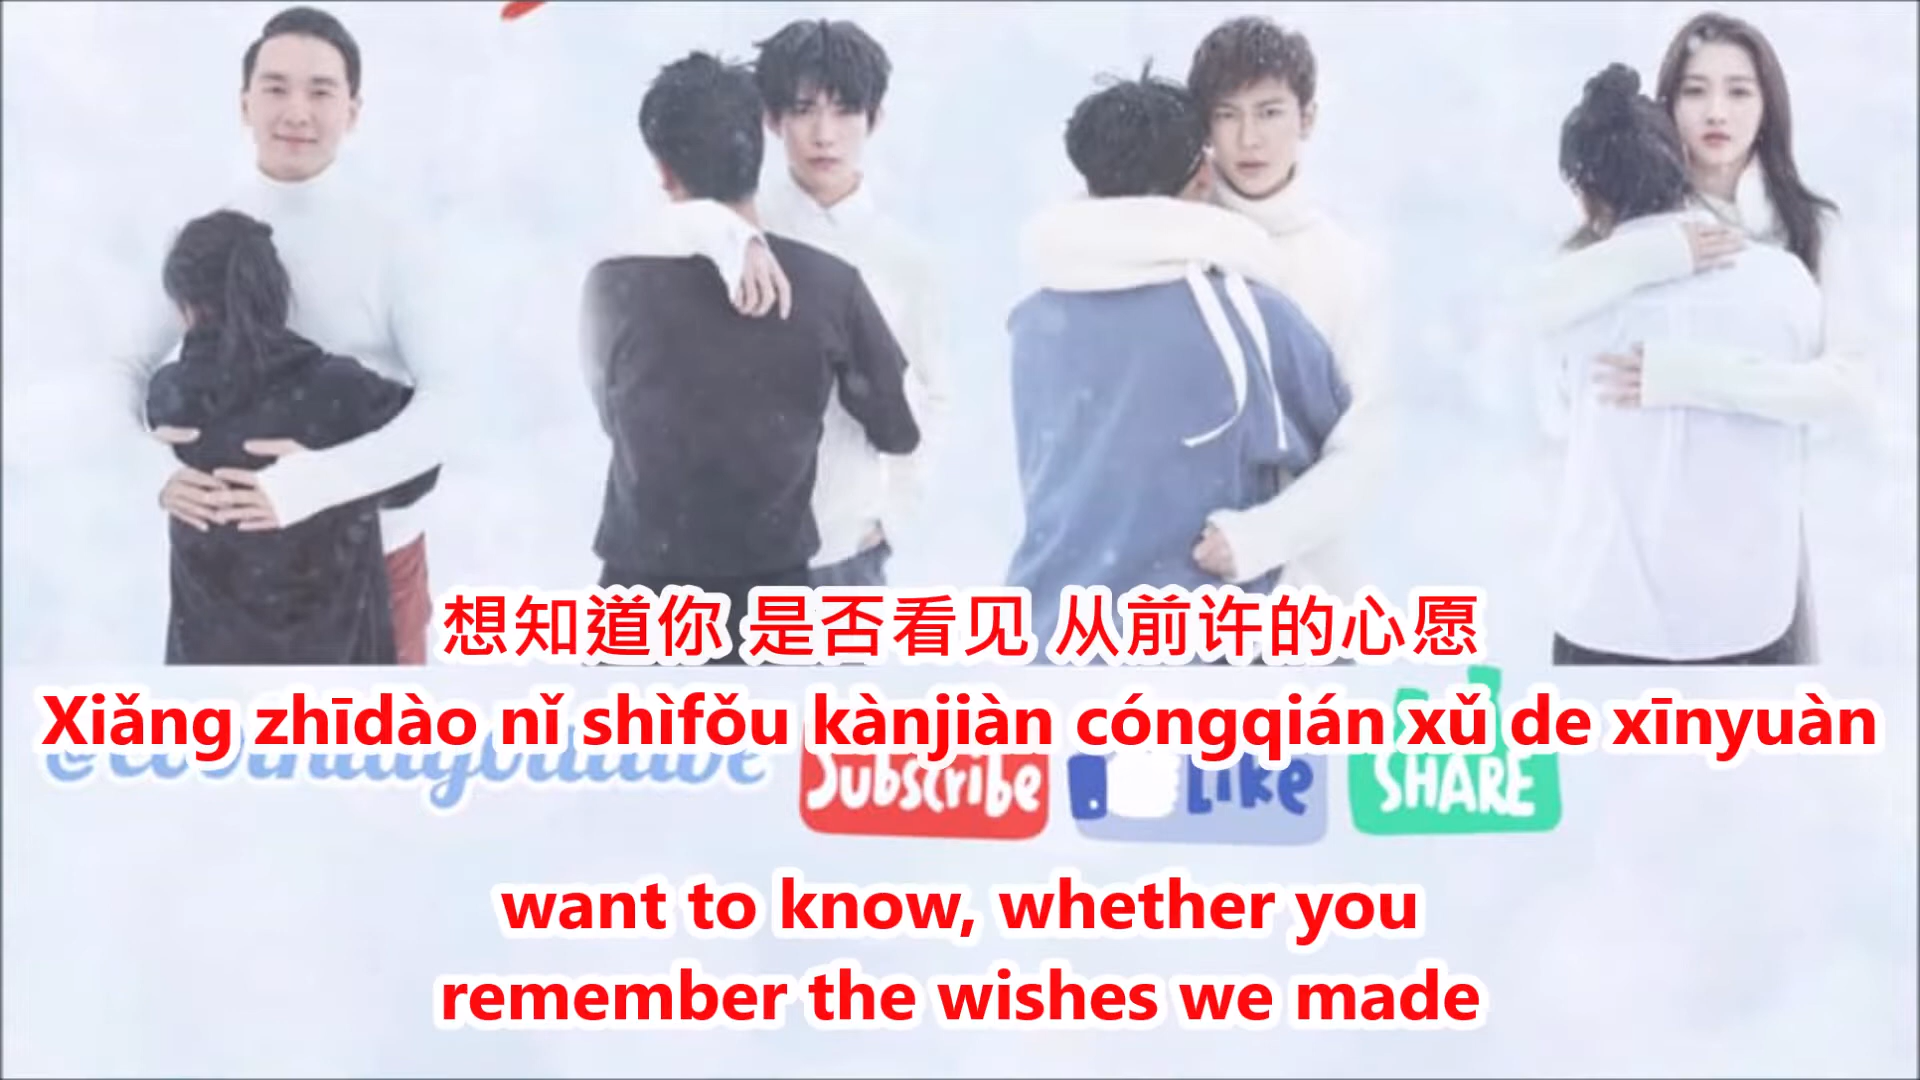 想知道你 是否看见 从前许的心愿
Xiǎng zhīdào nǐ shìfǒu kànjiàn cóngqián xǔ de xīnyuàn
Subscribe LIKE SHARE
want to know, whether you
remember the wishes we made